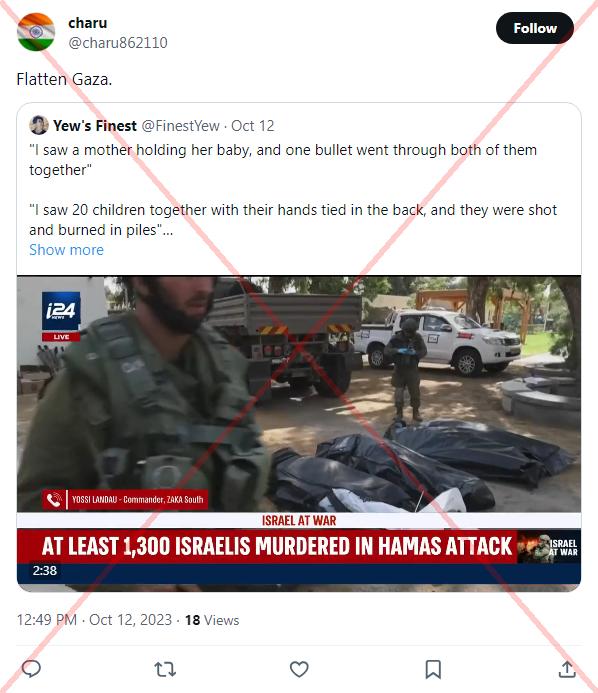 charu
@charu862110
Follow
Flatten Gaza.
Yew's Finest @FinestYew · Oct 12
"I saw a mother holding her baby, and one bullet went through both of them
together"
"I saw 20 children together with their hands tied in the back, and they were shot
and burned in piles"...
Show more
i24
NEWS
LIVE
YOSSI LANDAU - Commander, ZAKA South
ISRAEL AT WAR
AT LEAST 1,300 ISRAELIS MURDERED IN HAMAS ATTACK
ISRAEL
AT WAR
2:38
12:49 PM · Oct 12, 2023 · 18 Views